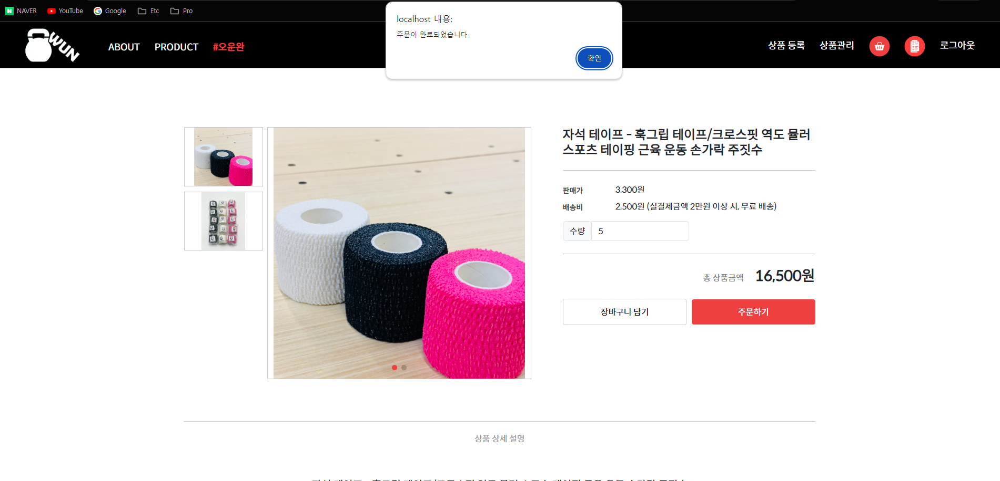 NAVER YouTube Google Etc Pro
localhost 내용:
주문이 완료되었습니다.
확인
WUN
ABOUT PRODUCT #오운완
상품 등록 상품관리 로그아웃
자석 테이프 - 훅그립 테이프/크로스핏 역도 뮬러
스포츠 테이핑 근육 운동 손가락 주짓수
판매가 3,300원
배송비 2,500원 (실결제금액 2만원 이상 시, 무료 배송)
수량 5
총 상품금액 16,500원
장바구니 담기 주문하기
상품 상세 설명